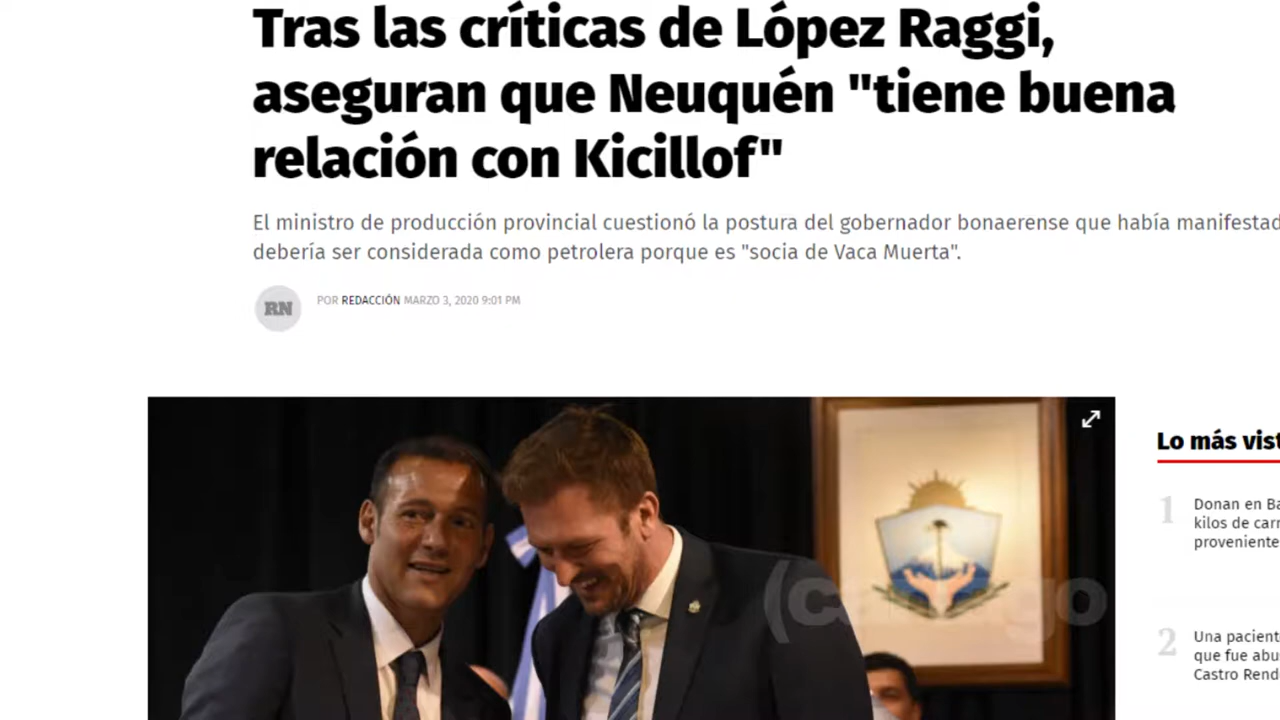 Tras las críticas de López Raggi,
aseguran que Neuquén "tiene buena
relación con Kicillof"
El ministro de producción provincial cuestionó la postura del gobernador bonaerense que había manifestad
debería ser considerada como petrolera porque es "socia de Vaca Muerta".
RN
POR REDACCIÓN MARZO 3, 2020 9:01 PM
Lo más vist
1
Donan en Ba
kilos de carn
proveniente
2
Una pacient
que fue abus
Castro Rend